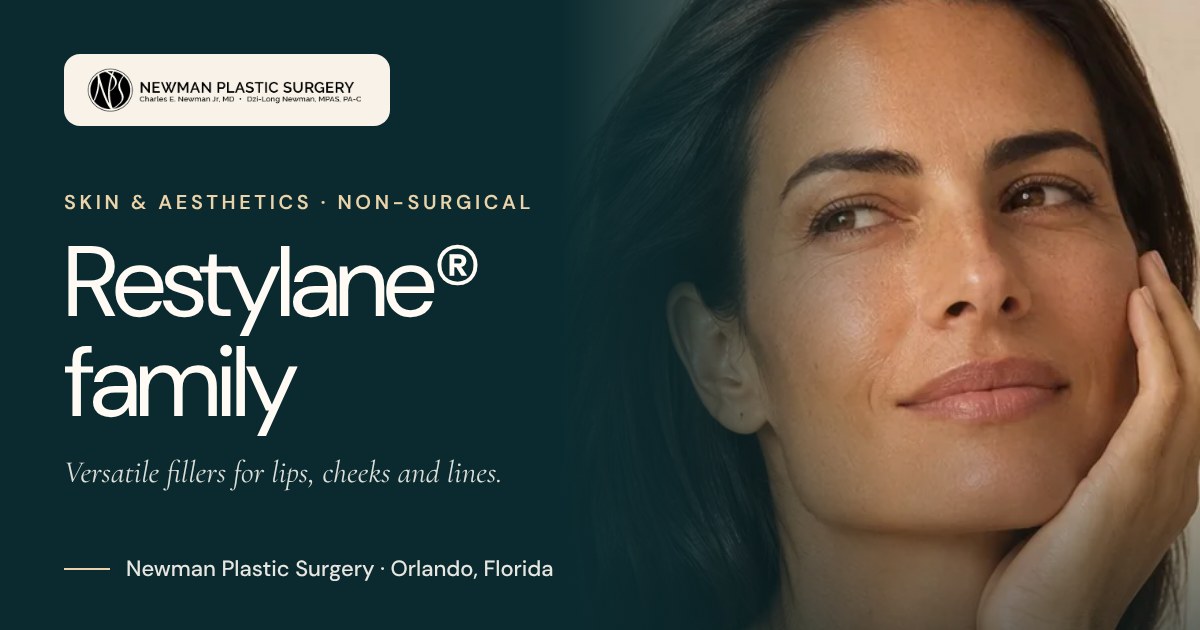 NPS
NEWMAN PLASTIC SURGERY
Charles E. Newman Jr, MD • Dzi-Long Newman, MPAS, PA-C
SKIN & AESTHETICS · NON-SURGICAL
Restylane®
family
Versatile fillers for lips, cheeks and lines.
Newman Plastic Surgery · Orlando, Florida